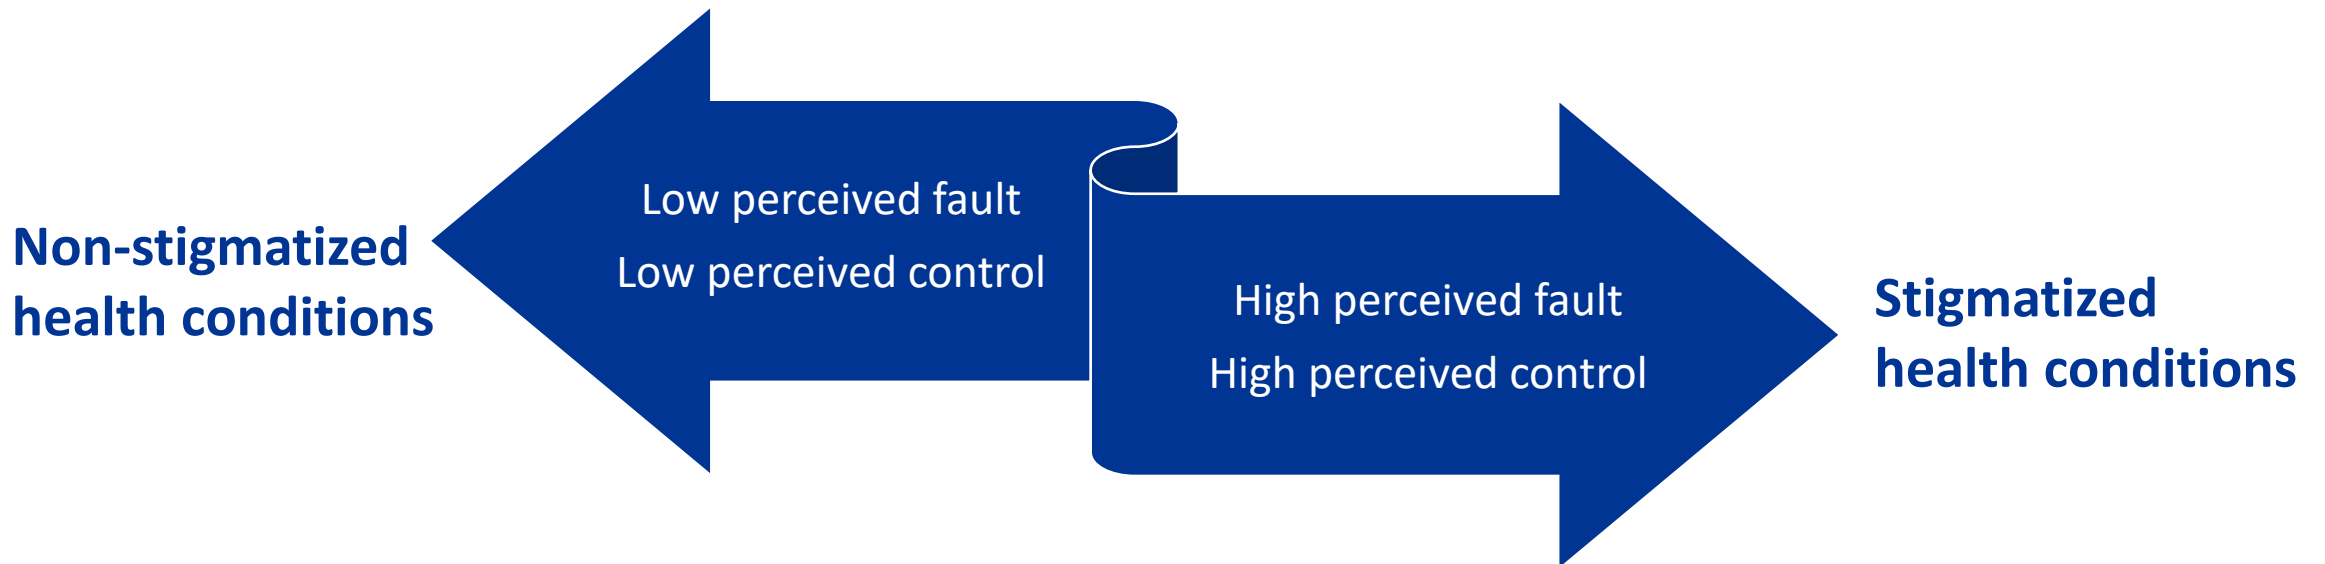 Non-stigmatized
health conditions
Low perceived fault
Low perceived control
High perceived fault
High perceived control
Stigmatized
health conditions